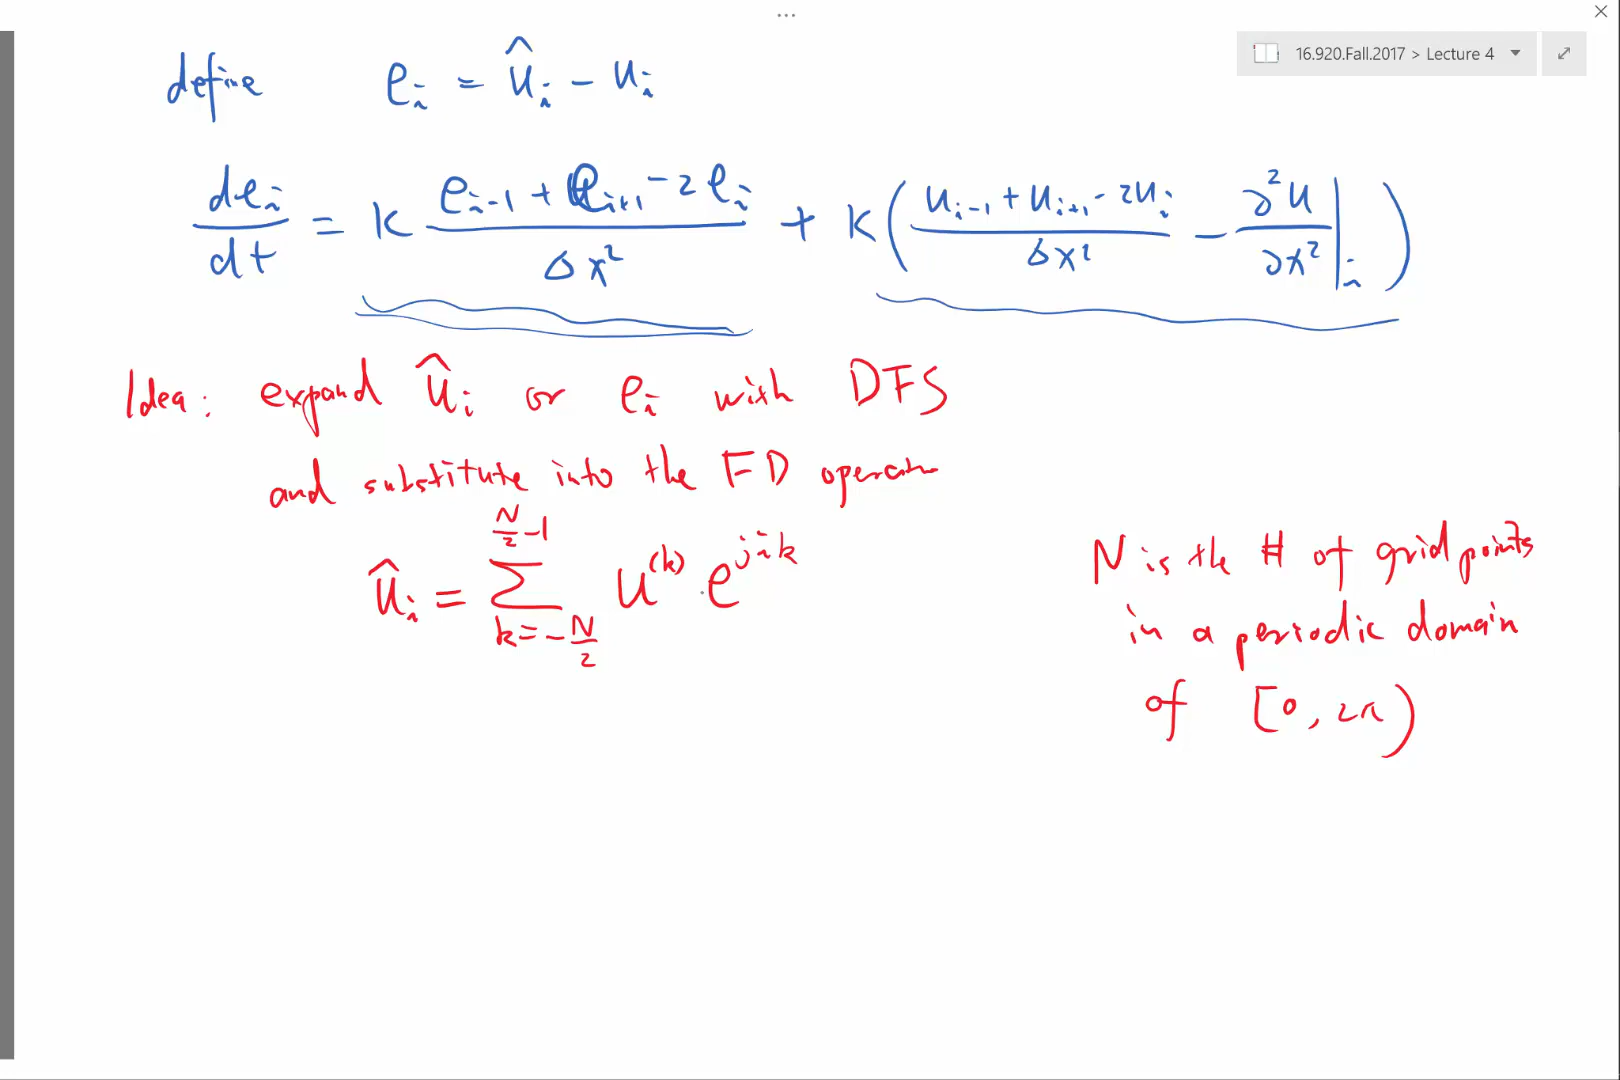 16.920.Fall.2017 > Lecture 4
define e_i = û_i - u_i
de_i/dt = κ (e_{i-1} + e_{i+1} - 2e_i)/Δx² + κ( (u_{i-1} + u_{i+1} - 2u_i)/Δx² - ∂²u/∂x²|_i )
Idea: expand û_i or e_i with DFS
and substitute into the FD operator
û_i = ∑_{k=-N/2}^{N/2-1} u^{(k)} e^{jik}
N is the # of grid points
in a periodic domain
of [0, 2π)